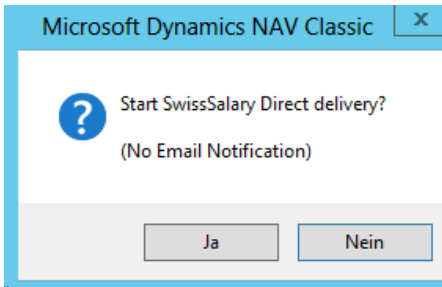 Microsoft Dynamics NAV Classic
x
?
Start SwissSalary Direct delivery?
(No Email Notification)
Ja
Nein